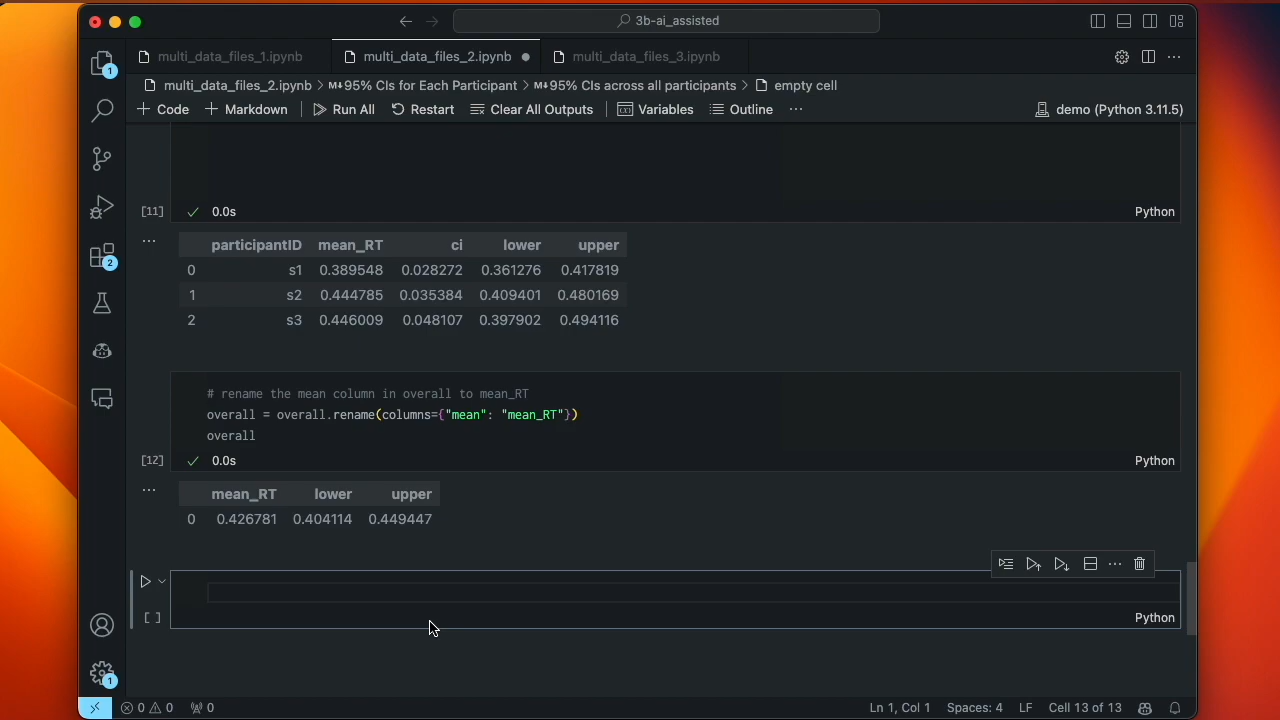 3b-ai_assisted
multi_data_files_1.ipynb multi_data_files_2.ipynb multi_data_files_3.ipynb
multi_data_files_2.ipynb > M↓95% CIs for Each Participant > M↓95% CIs across all participants > empty cell
+ Code + Markdown Run All Restart Clear All Outputs Variables Outline ... demo (Python 3.11.5)
[11] 0.0s Python
... participantID mean_RT ci lower upper
0 s1 0.389548 0.028272 0.361276 0.417819
1 s2 0.444785 0.035384 0.409401 0.480169
2 s3 0.446009 0.048107 0.397902 0.494116
# rename the mean column in overall to mean_RT
overall = overall.rename(columns={"mean": "mean_RT"})
overall
[12] 0.0s Python
... mean_RT lower upper
0 0.426781 0.404114 0.449447
[ ] Python
1
2
1
0 0 0 Ln 1, Col 1 Spaces: 4 LF Cell 13 of 13